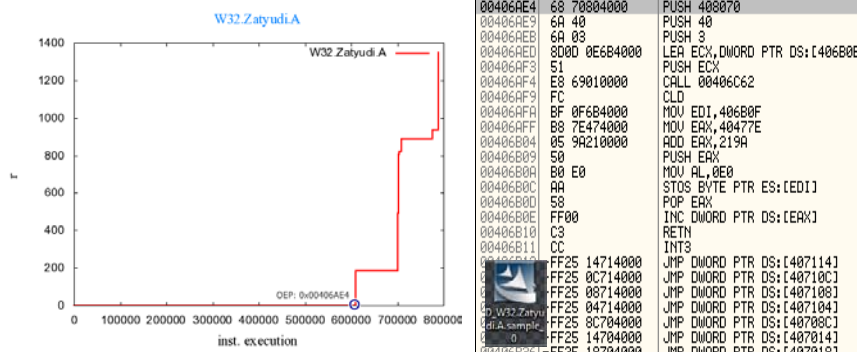 W32.Zatyudi.A
W32.Zatyudi.A
1400
1200
1000
800
600
400
200
0
r
OEP: 0x00406AE4
0 100000 200000 300000 400000 500000 600000 700000 800000
inst. execution
00406AE4 68 70804000 PUSH 408070
00406AE9 6A 40 PUSH 40
00406AEB 6A 03 PUSH 3
00406AED 8D0D 0E6B4000 LEA ECX,DWORD PTR DS:[406B0E
00406AF3 51 PUSH ECX
00406AF4 E8 69010000 CALL 00406C62
00406AF9 FC CLD
00406AFA BF 0F6B4000 MOV EDI,406B0F
00406AFF B8 7E474000 MOV EAX,40477E
00406B04 05 9A210000 ADD EAX,219A
00406B09 50 PUSH EAX
00406B0A B0 E0 MOV AL,0E0
00406B0C AA STOS BYTE PTR ES:[EDI]
00406B0D 58 POP EAX
00406B0E FF00 INC DWORD PTR DS:[EAX]
00406B10 C3 RETN
00406B11 CC INT3
FF25 14714000 JMP DWORD PTR DS:[407114]
FF25 0C714000 JMP DWORD PTR DS:[40710C]
FF25 08714000 JMP DWORD PTR DS:[407108]
FF25 04714000 JMP DWORD PTR DS:[407104]
FF25 8C704000 JMP DWORD PTR DS:[40708C]
FF25 14704000 JMP DWORD PTR DS:[407014]
D_W32.Zatyu
di.A.sample_
0